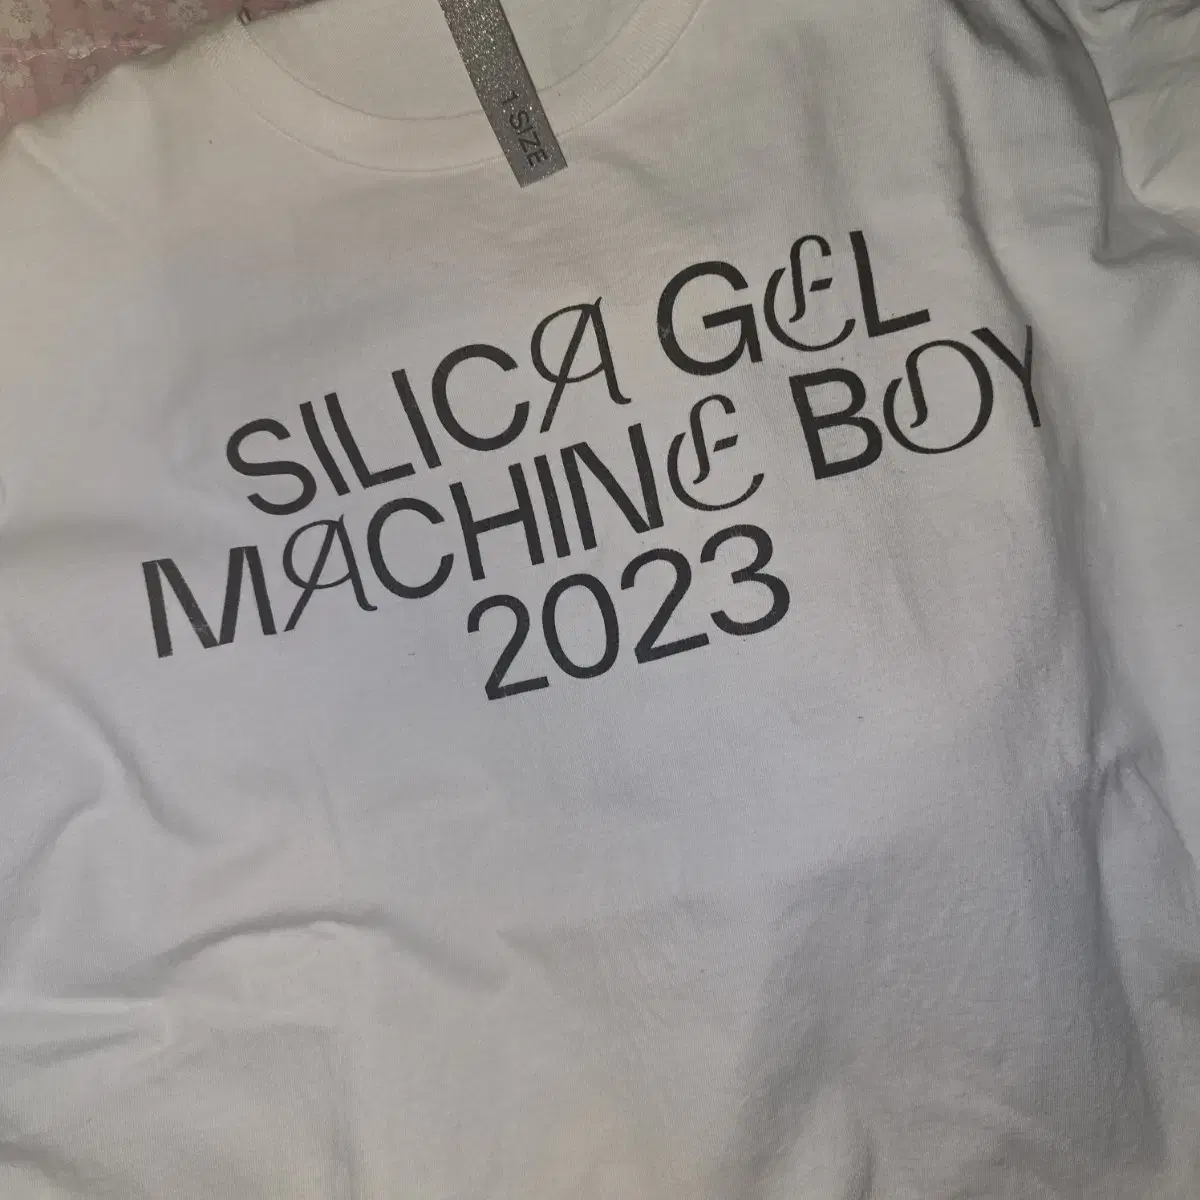 1 SIZE
SILICA GEL
MACHINE BOY
2023